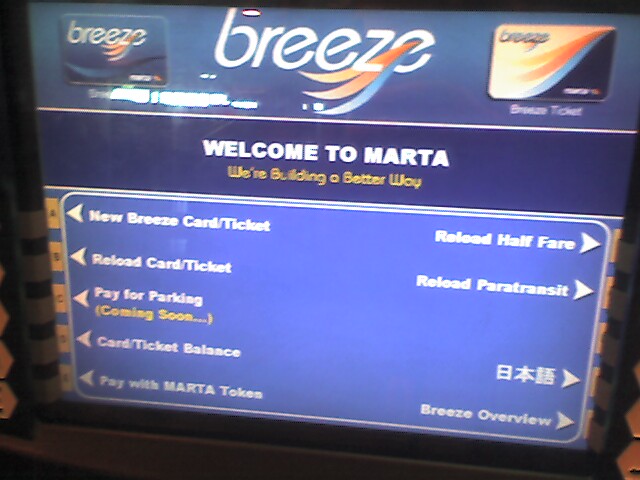 breeze
marta
breeze
breeze
Breeze Ticket
WELCOME TO MARTA
We're Building a Better Way
A
New Breeze Card/Ticket
Reload Half Fare
B
Reload Card/Ticket
Reload Paratransit
C
Pay for Parking
(Coming Soon...)
D
Card/Ticket Balance
日本語
Pay with MARTA Token
Breeze Overview